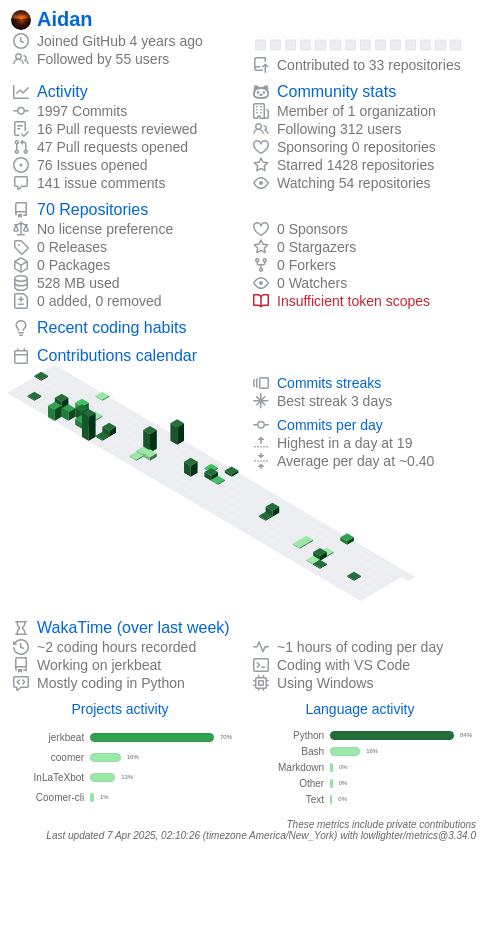 Aidan
Joined GitHub 4 years ago
Followed by 55 users
Contributed to 33 repositories
Activity
1997 Commits
16 Pull requests reviewed
47 Pull requests opened
76 Issues opened
141 issue comments
Community stats
Member of 1 organization
Following 312 users
Sponsoring 0 repositories
Starred 1428 repositories
Watching 54 repositories
70 Repositories
No license preference
0 Releases
0 Packages
528 MB used
0 added, 0 removed
0 Sponsors
0 Stargazers
0 Forkers
0 Watchers
Insufficient token scopes
Recent coding habits
Contributions calendar
Commits streaks
Best streak 3 days
Commits per day
Highest in a day at 19
Average per day at ~0.40
WakaTime (over last week)
~2 coding hours recorded
Working on jerkbeat
Mostly coding in Python
~1 hours of coding per day
Coding with VS Code
Using Windows
Projects activity
jerkbeat 70%
coomer 16%
InLaTeXbot 13%
Coomer-cli 1%
Language activity
Python 84%
Bash 16%
Markdown 0%
Other 0%
Text 0%
These metrics include private contributions
Last updated 7 Apr 2025, 02:10:26 (timezone America/New_York) with lowlighter/metrics@3.34.0